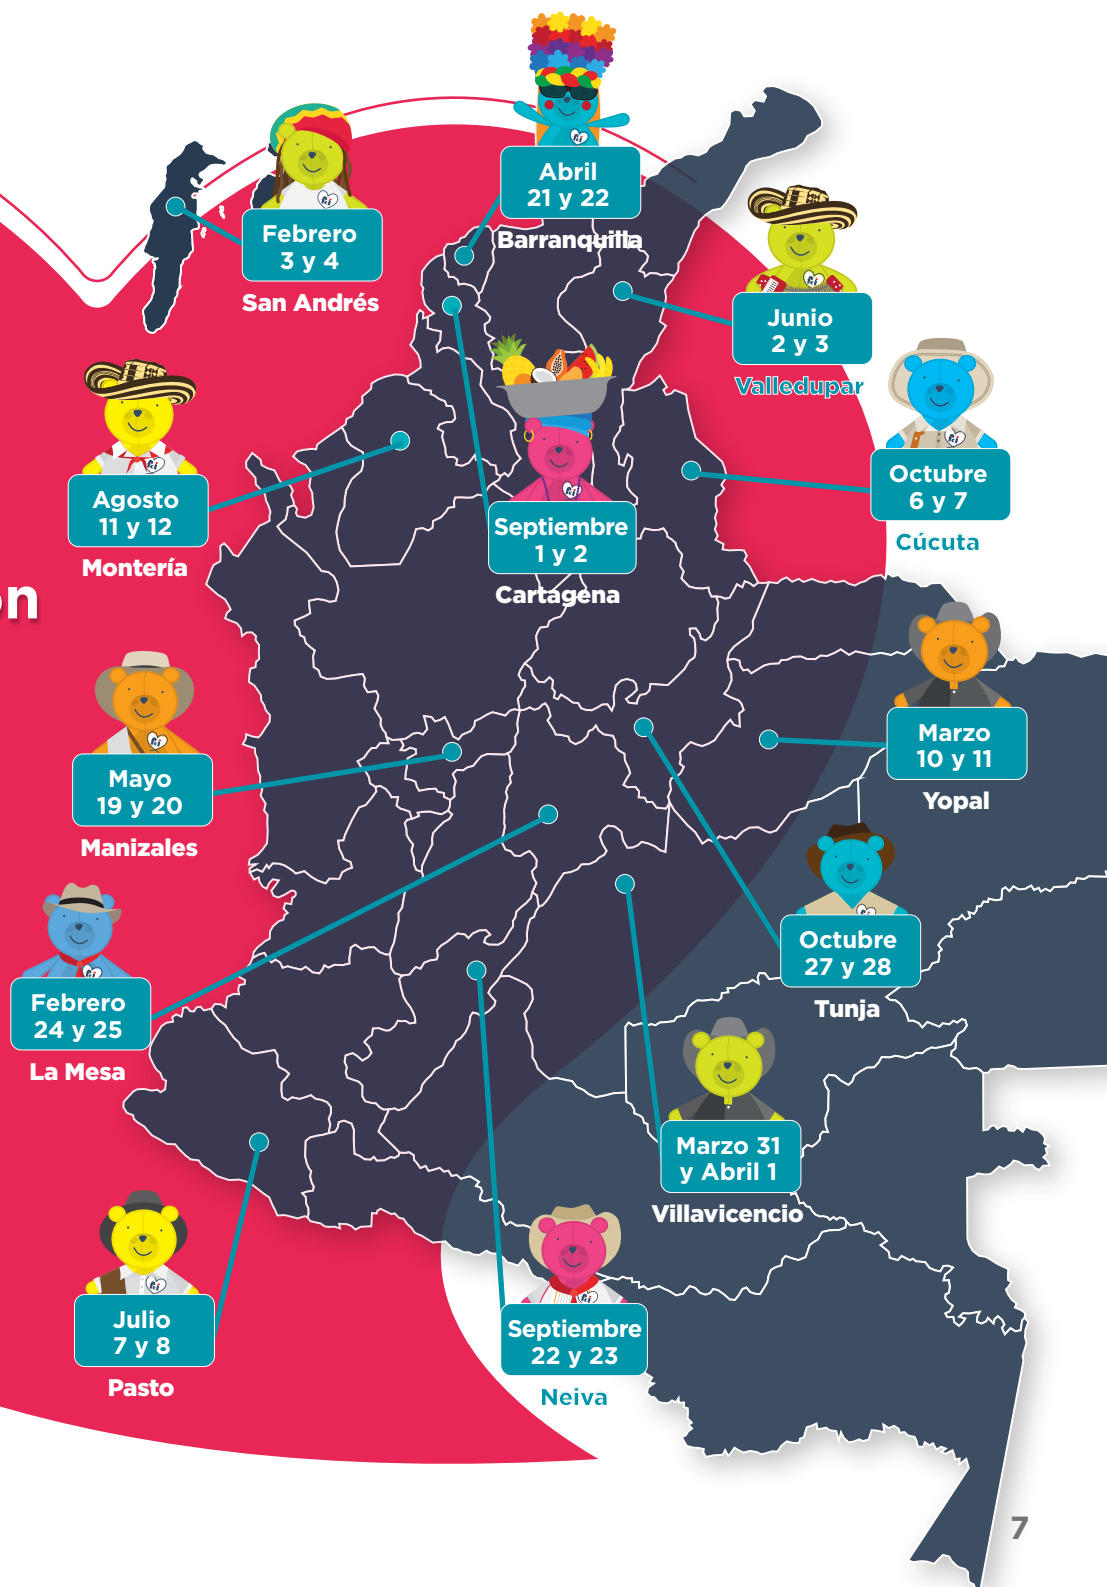 Abril
21 y 22
Barranquilla
Febrero
3 y 4
San Andrés
Junio
2 y 3
Valledupar
Agosto
11 y 12
Montería
Septiembre
1 y 2
Cartagena
Octubre
6 y 7
Cúcuta
ón
Marzo
10 y 11
Yopal
Mayo
19 y 20
Manizales
Octubre
27 y 28
Tunja
Febrero
24 y 25
La Mesa
Marzo 31
y Abril 1
Villavicencio
Julio
7 y 8
Pasto
Septiembre
22 y 23
Neiva
7